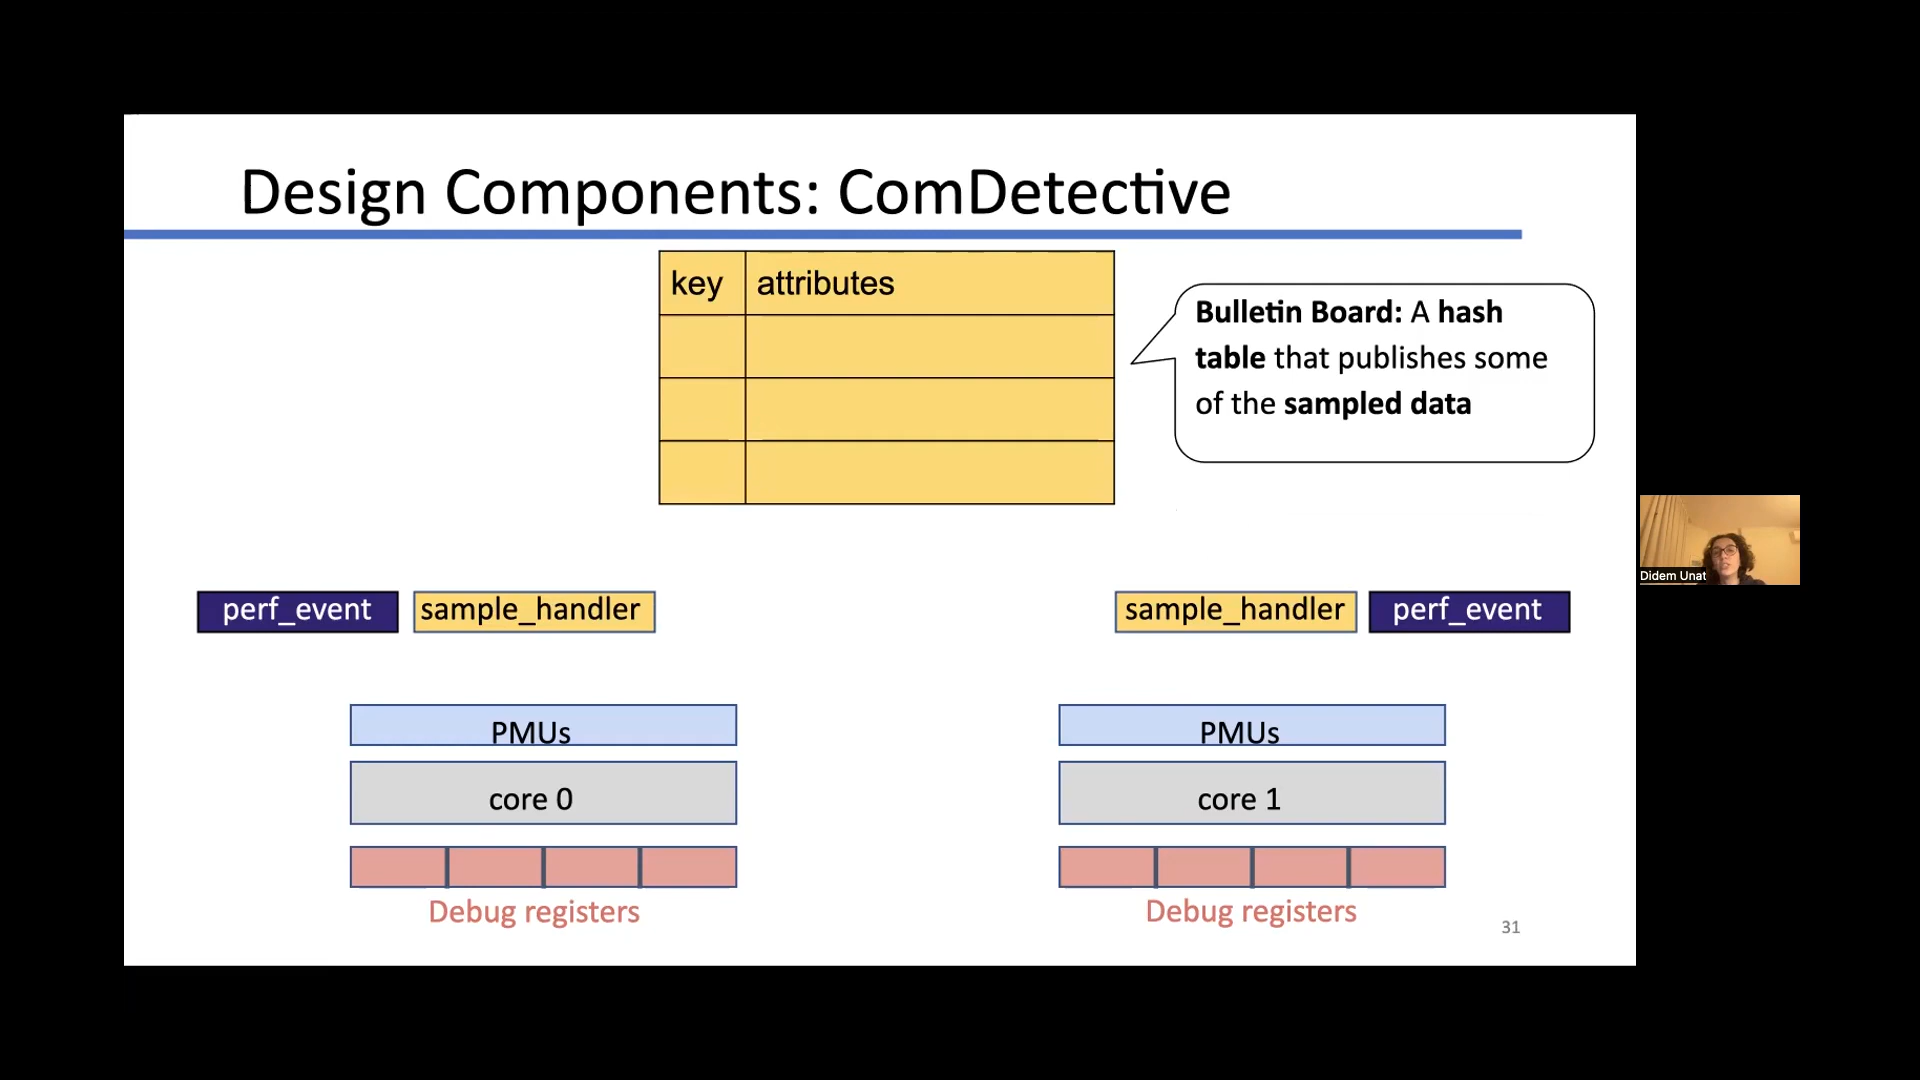 Design Components: ComDetective
key attributes
Bulletin Board: A hash
table that publishes some
of the sampled data
Didem Unat
perf_event sample_handler sample_handler perf_event
PMUs PMUs
core 0 core 1
Debug registers Debug registers
31